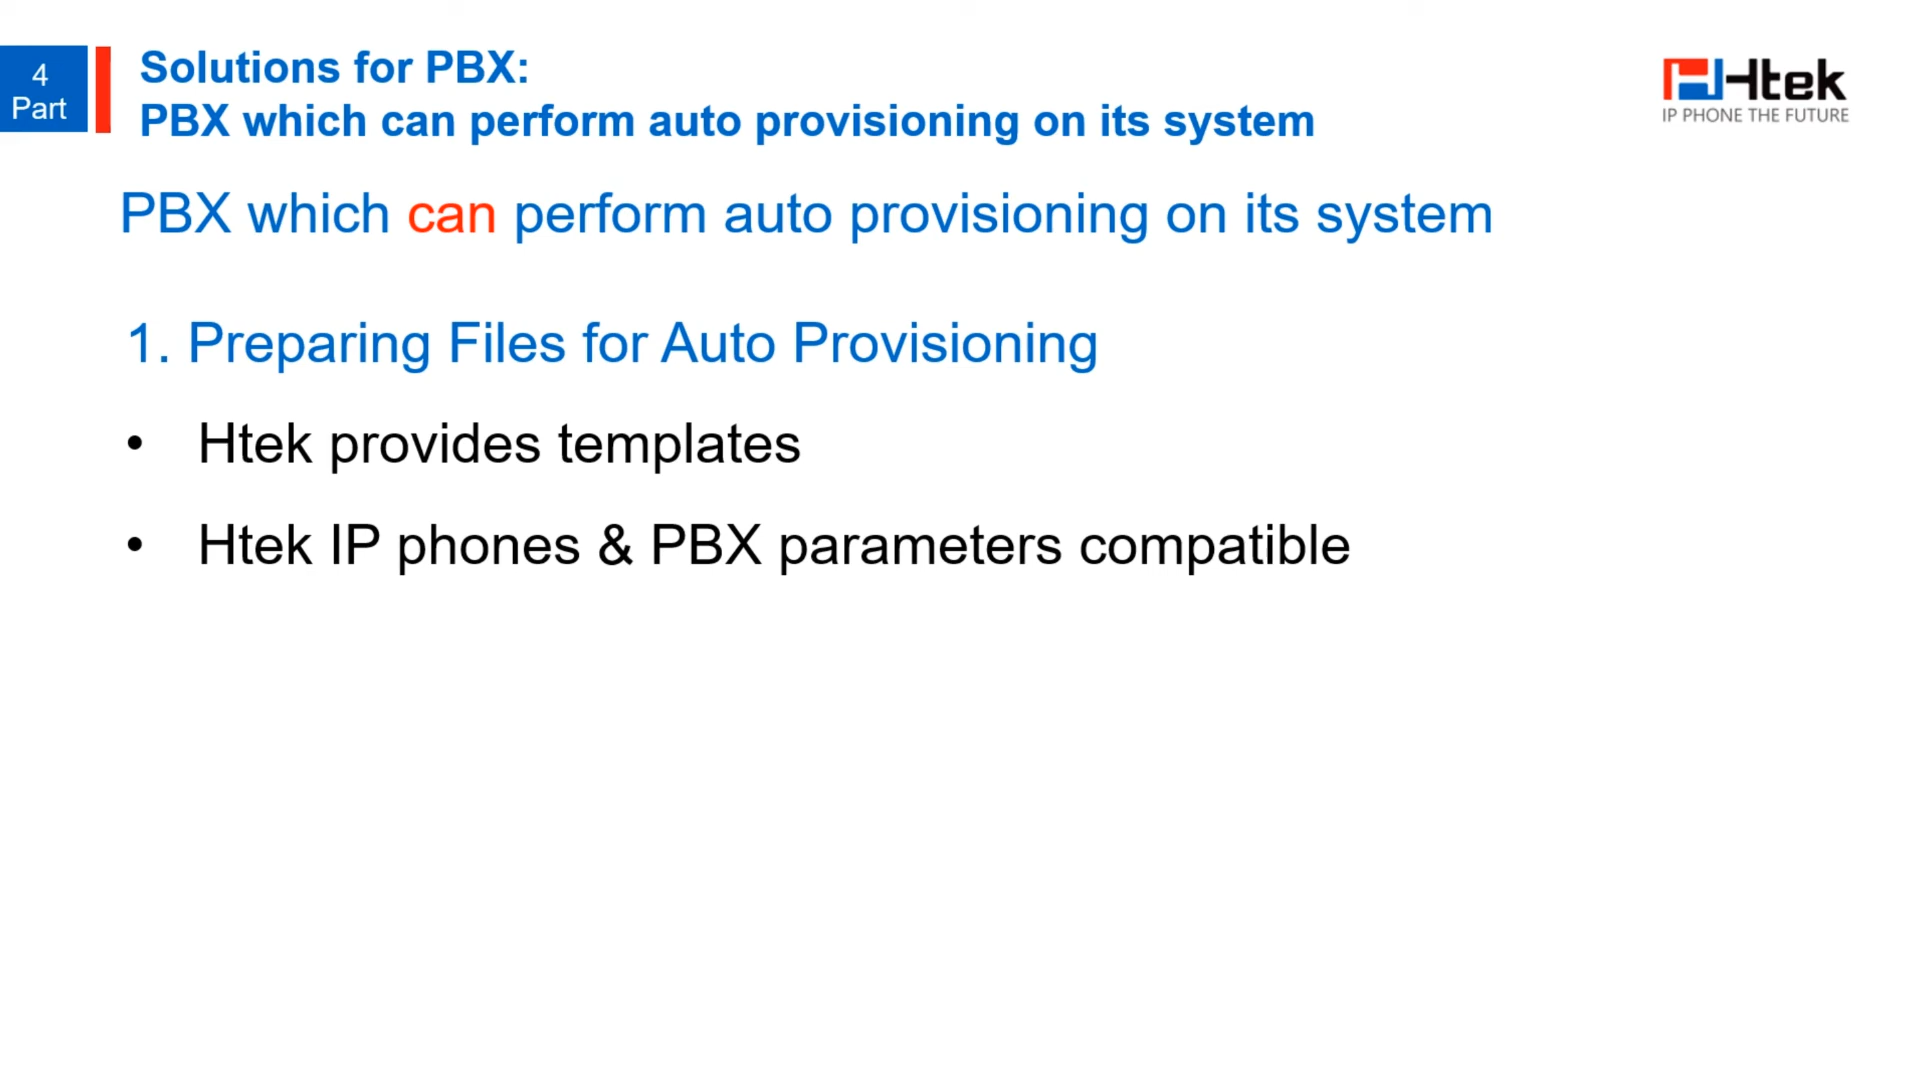 4
Part
Solutions for PBX:
PBX which can perform auto provisioning on its system
Htek
IP PHONE THE FUTURE
PBX which can perform auto provisioning on its system
1. Preparing Files for Auto Provisioning
• Htek provides templates
• Htek IP phones & PBX parameters compatible